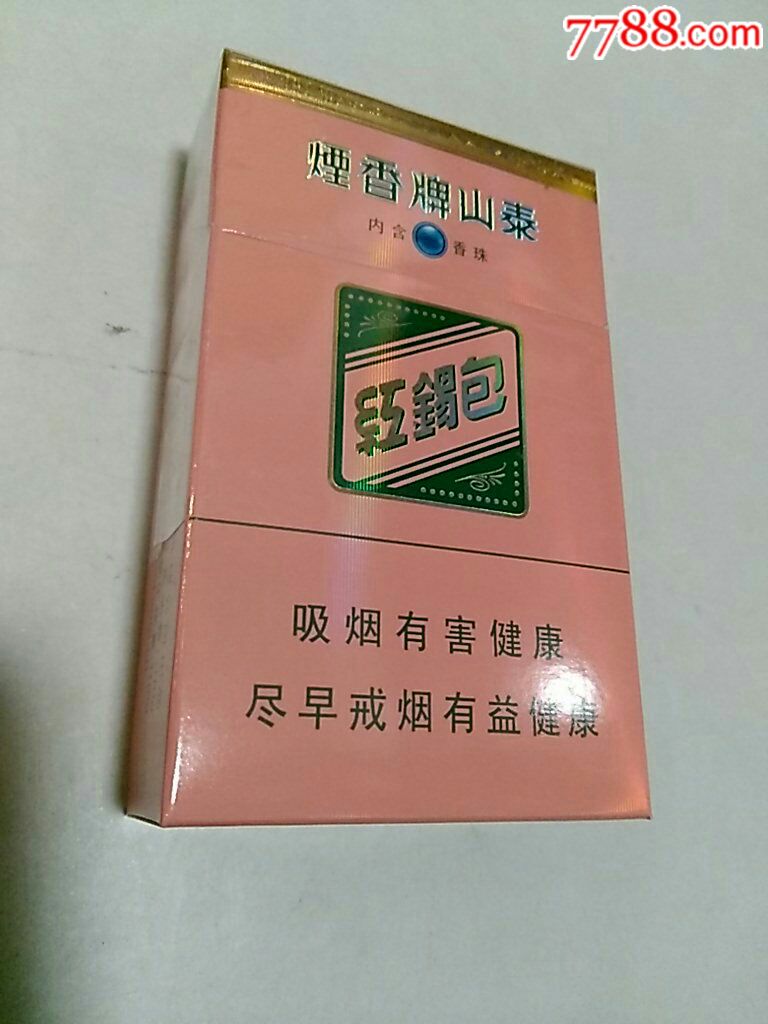 7788.com
煙香牌山泰
内含香珠
紅錫包
吸烟有害健康
尽早戒烟有益健康